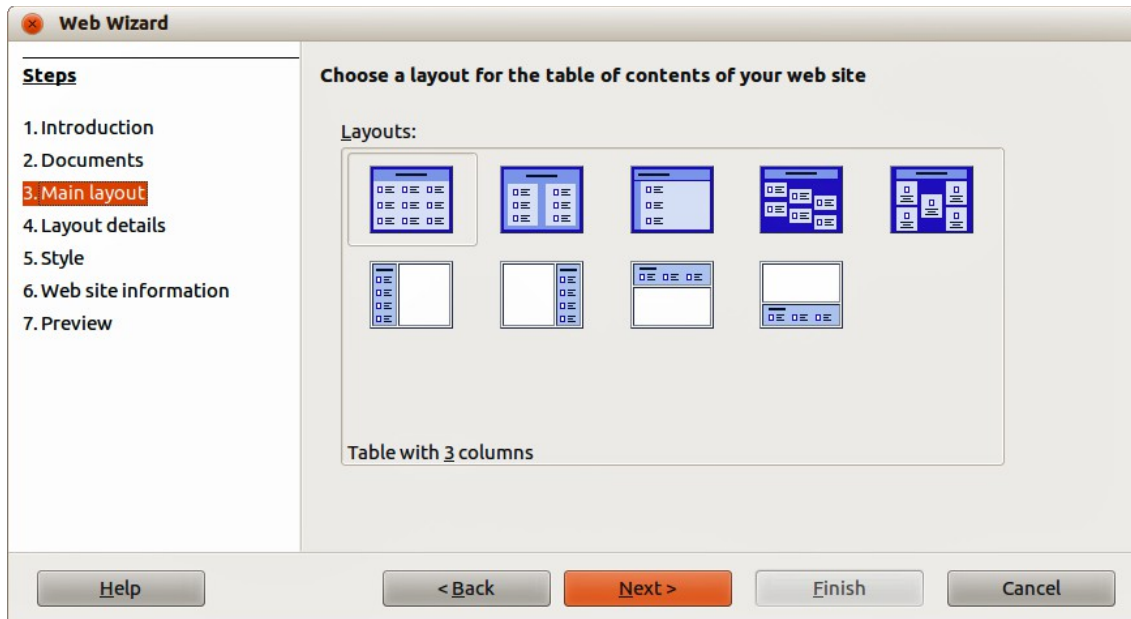 Web Wizard
Steps
1. Introduction
2. Documents
3. Main layout
4. Layout details
5. Style
6. Web site information
7. Preview
Choose a layout for the table of contents of your web site
Layouts:
Table with 3 columns
Help
< Back
Next >
Finish
Cancel